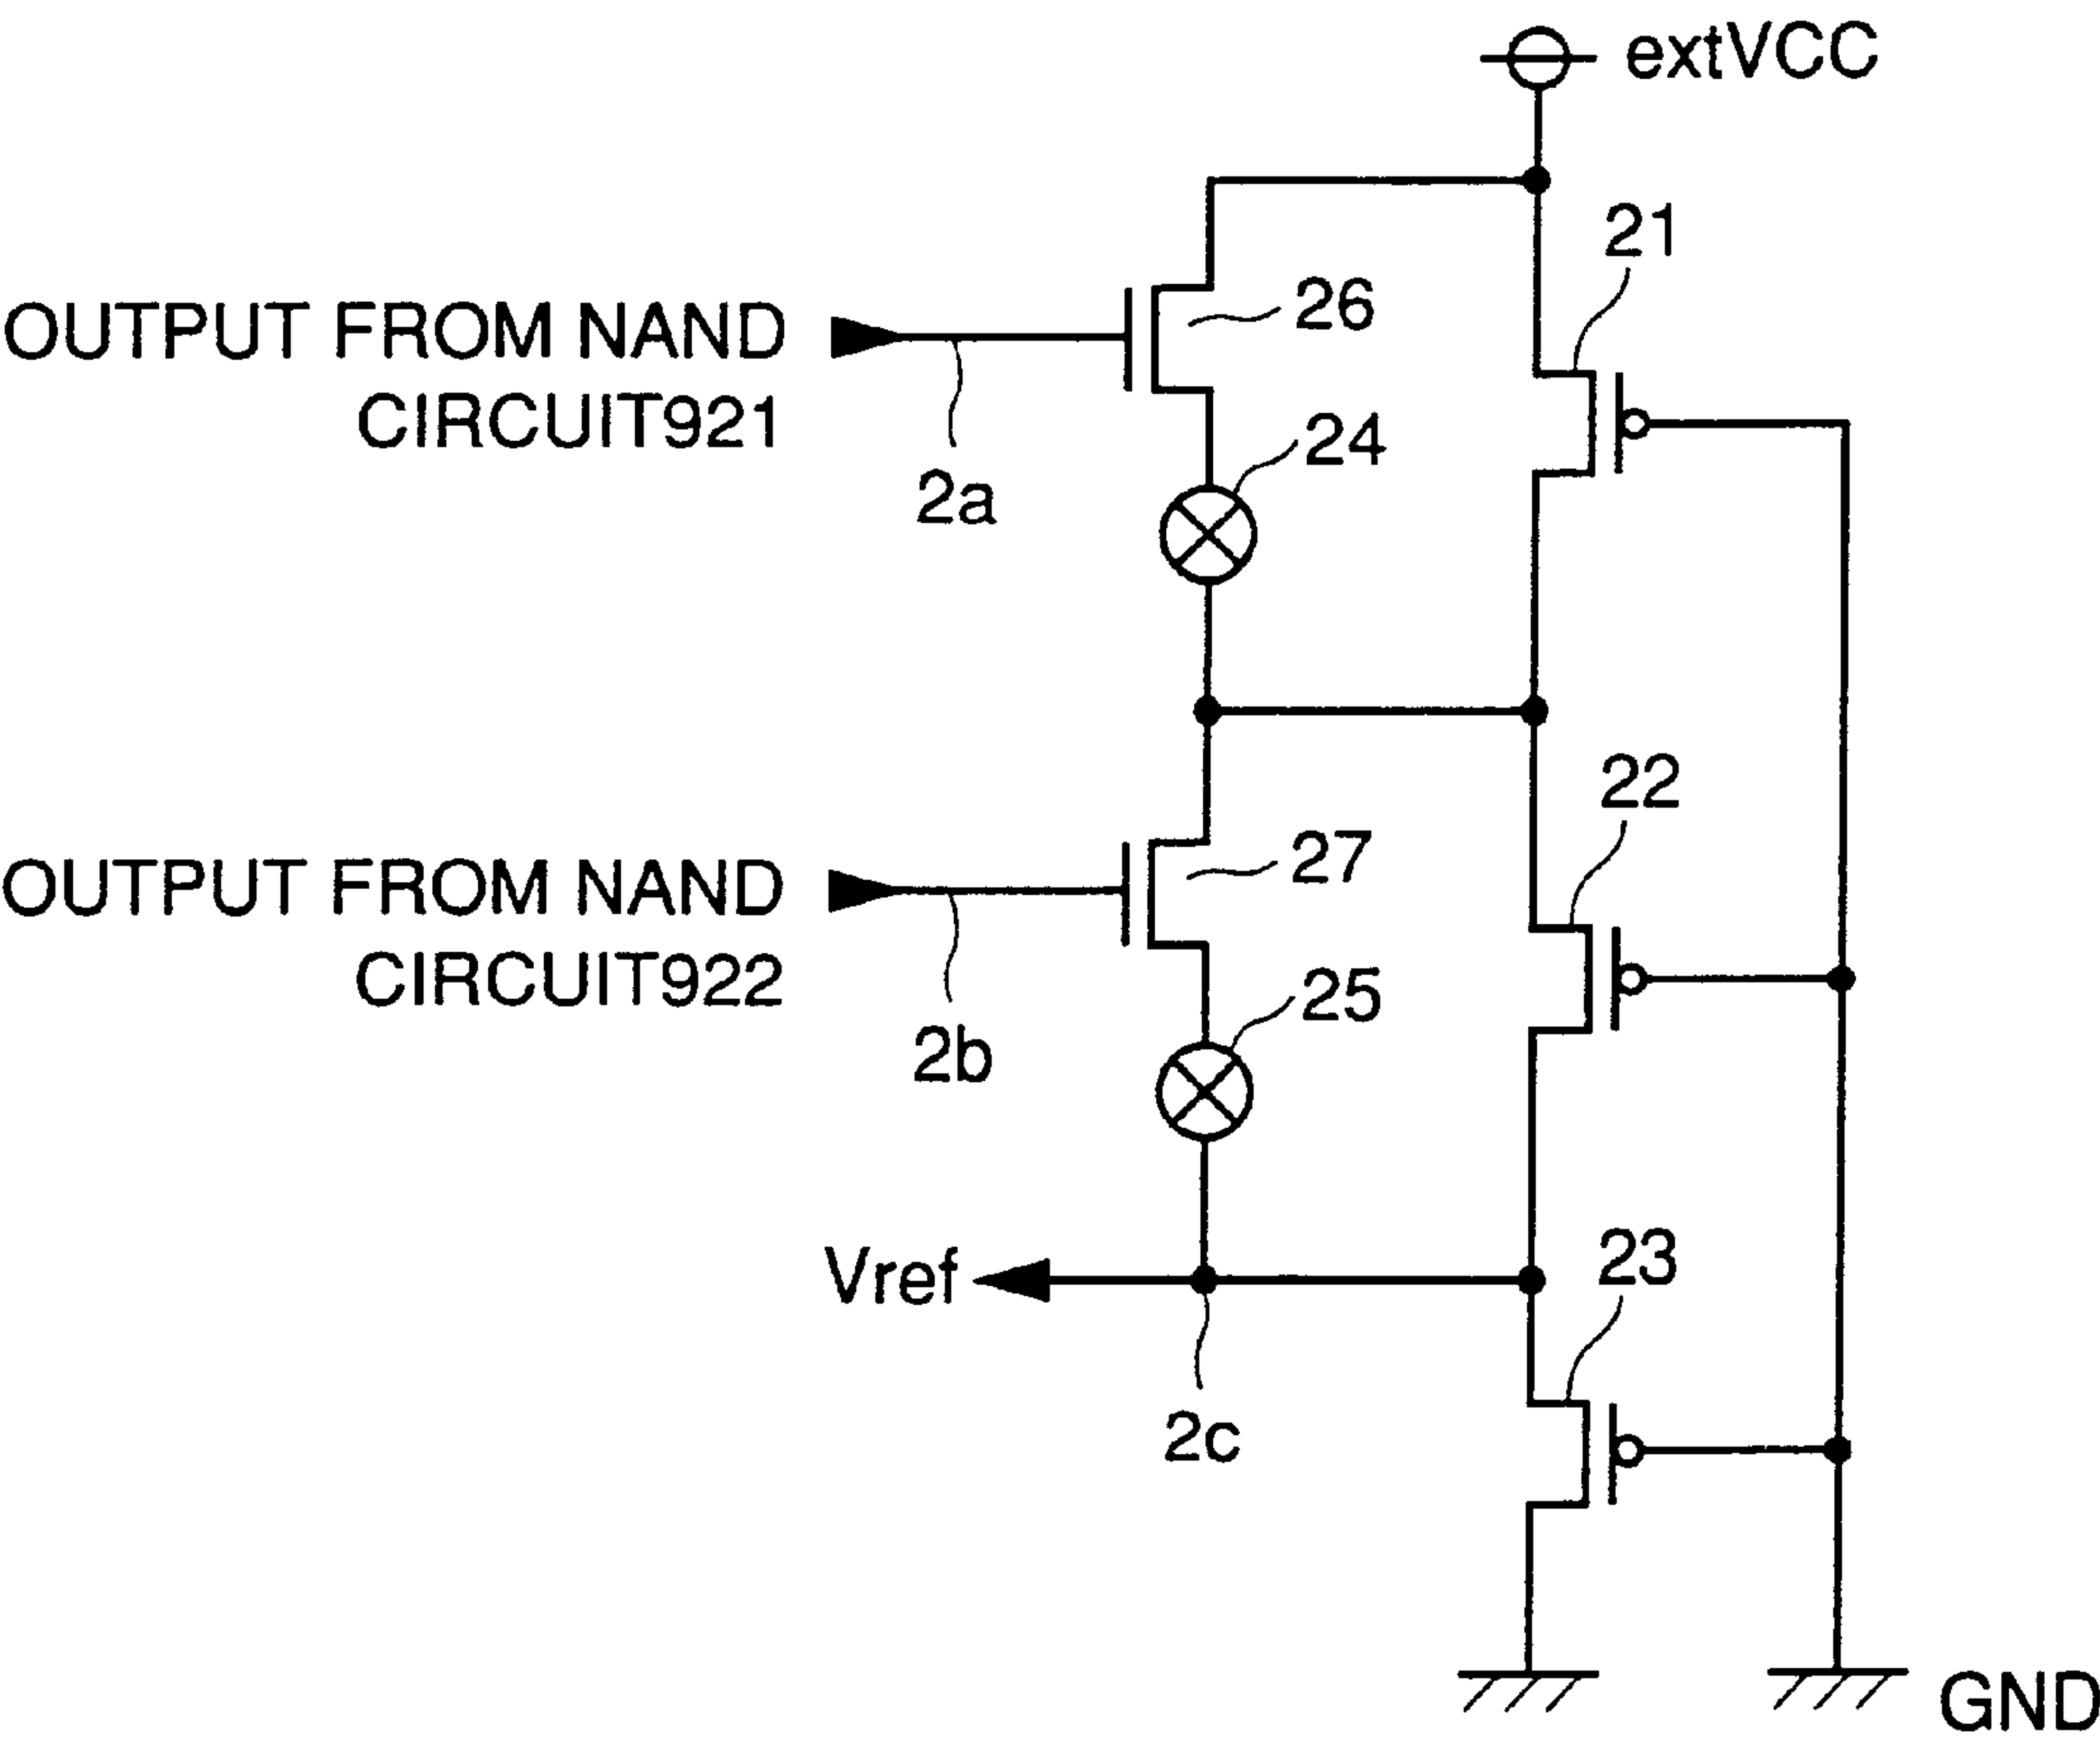 extVCC
21
OUTPUT FROM NAND
CIRCUIT921
26
24
2a
22
OUTPUT FROM NAND
CIRCUIT922
27
25
2b
Vref
23
2c
GND